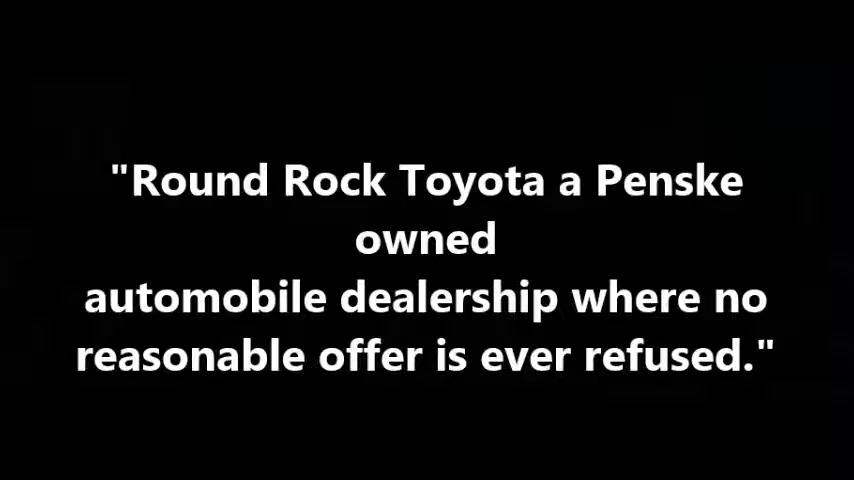 "Round Rock Toyota a Penske
owned
automobile dealership where no
reasonable offer is ever refused."